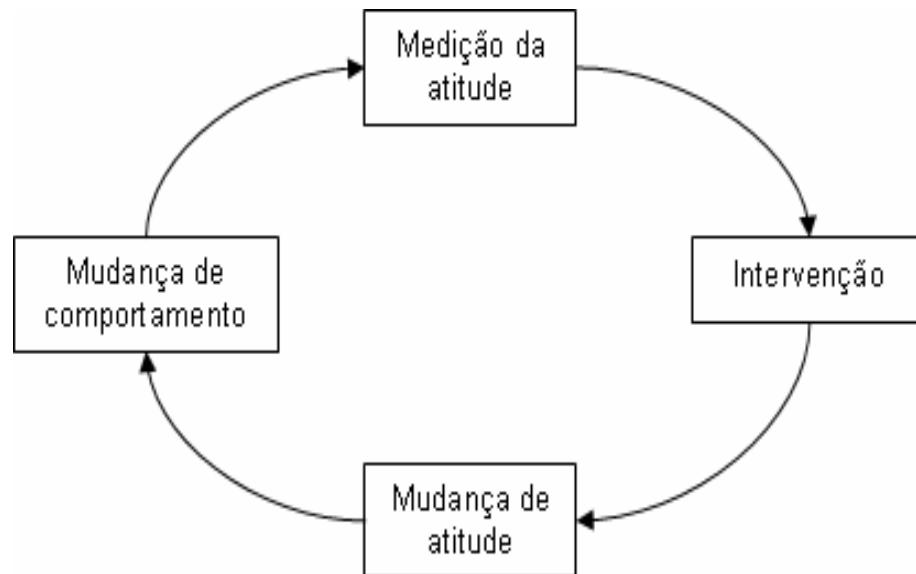 Medição da
atitude
Mudança de
comportamento
Intervenção
Mudança de
atitude